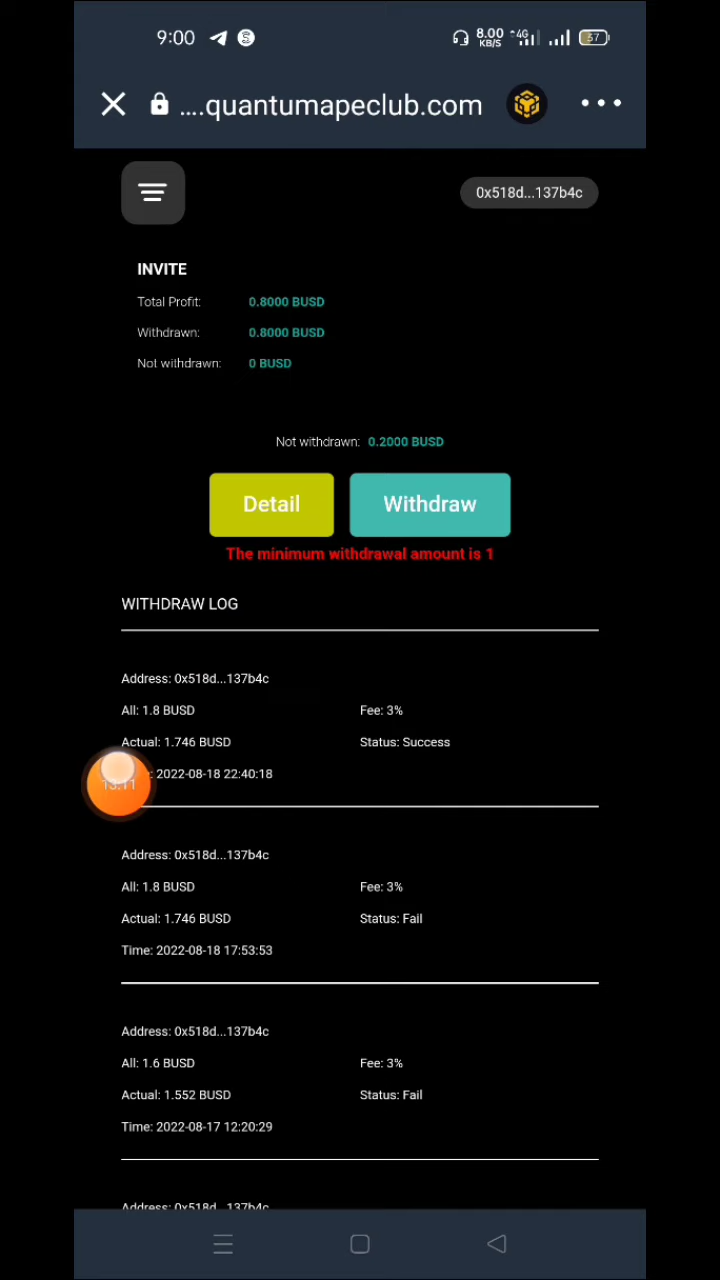 9:00 8.00 KB/S 4G 37
....quantumapeclub.com
0x518d...137b4c
INVITE
Total Profit: 0.8000 BUSD
Withdrawn: 0.8000 BUSD
Not withdrawn: 0 BUSD
Not withdrawn: 0.2000 BUSD
Detail Withdraw
The minimum withdrawal amount is 1
WITHDRAW LOG
Address: 0x518d...137b4c
All: 1.8 BUSD Fee: 3%
Actual: 1.746 BUSD Status: Success
: 2022-08-18 22:40:18
Address: 0x518d...137b4c
All: 1.8 BUSD Fee: 3%
Actual: 1.746 BUSD Status: Fail
Time: 2022-08-18 17:53:53
Address: 0x518d...137b4c
All: 1.6 BUSD Fee: 3%
Actual: 1.552 BUSD Status: Fail
Time: 2022-08-17 12:20:29
Address: 0x518d...137b4c